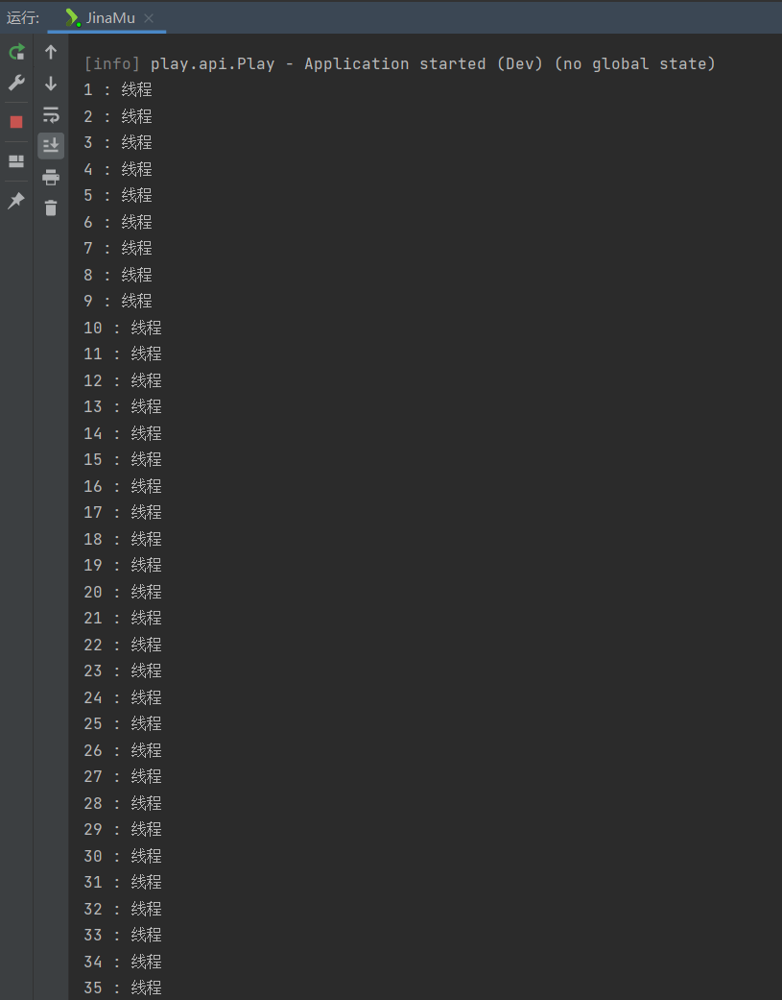 运行: JinaMu
[info] play.api.Play - Application started (Dev) (no global state)
1 : 线程
2 : 线程
3 : 线程
4 : 线程
5 : 线程
6 : 线程
7 : 线程
8 : 线程
9 : 线程
10 : 线程
11 : 线程
12 : 线程
13 : 线程
14 : 线程
15 : 线程
16 : 线程
17 : 线程
18 : 线程
19 : 线程
20 : 线程
21 : 线程
22 : 线程
23 : 线程
24 : 线程
25 : 线程
26 : 线程
27 : 线程
28 : 线程
29 : 线程
30 : 线程
31 : 线程
32 : 线程
33 : 线程
34 : 线程
35 : 线程